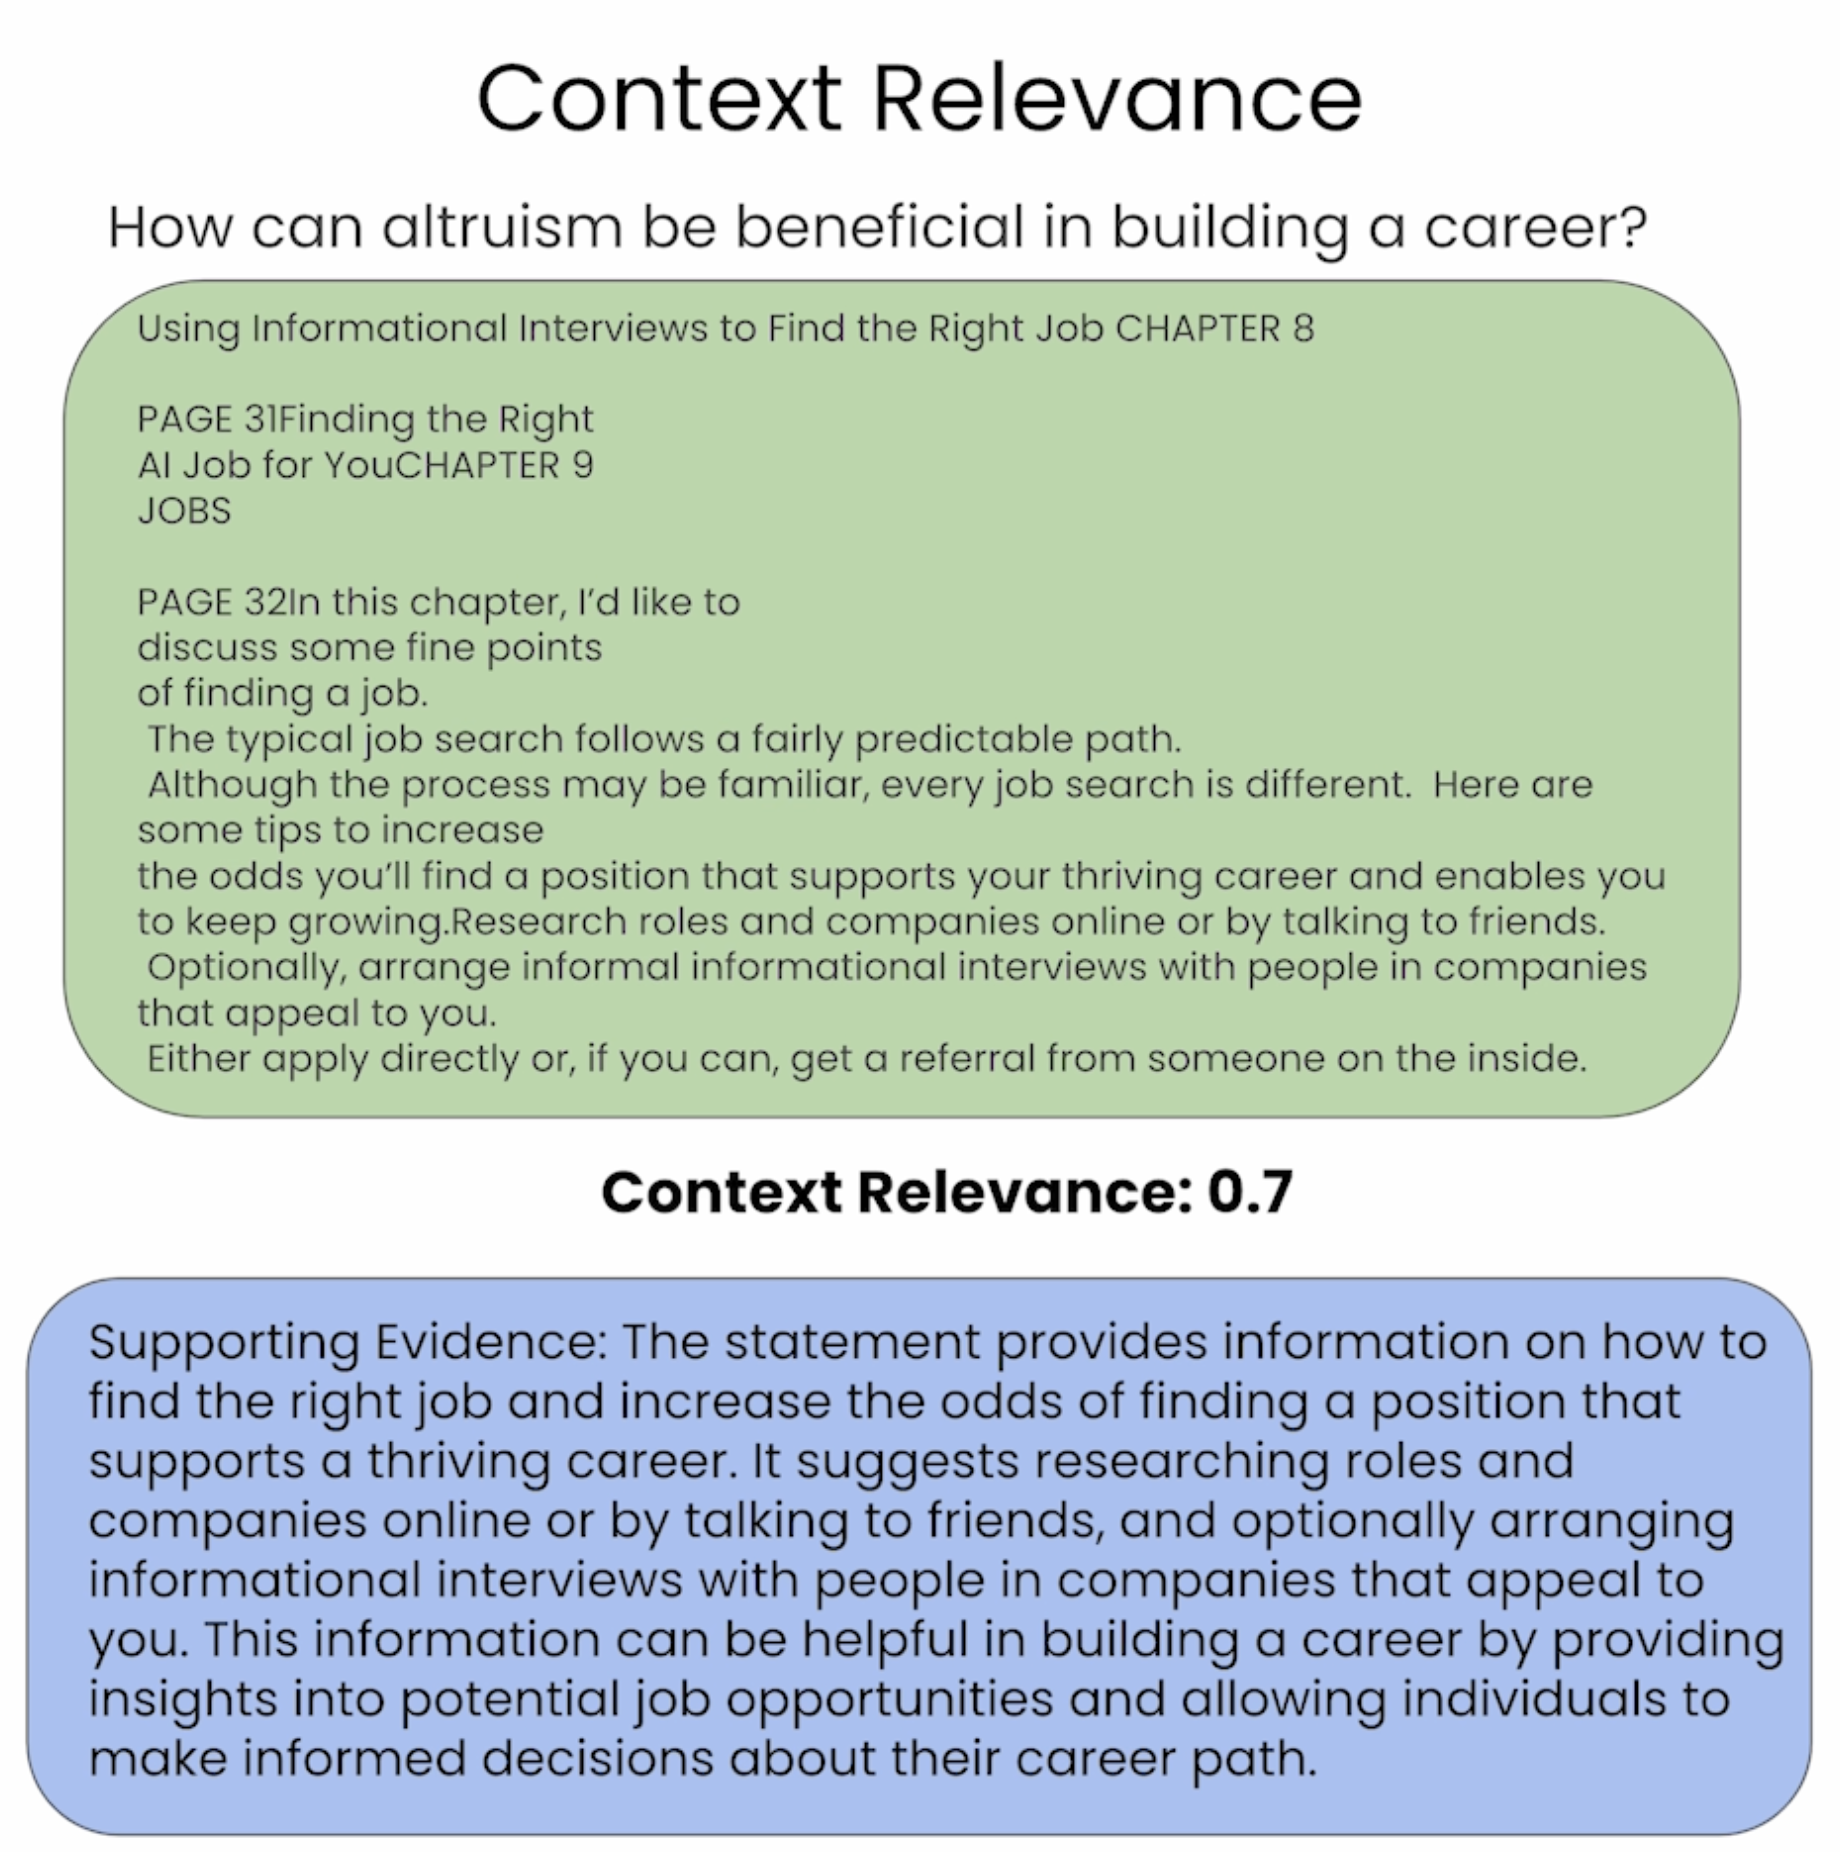 Context Relevance
How can altruism be beneficial in building a career?
Using Informational Interviews to Find the Right Job CHAPTER 8
PAGE 31Finding the Right
AI Job for YouCHAPTER 9
JOBS
PAGE 32In this chapter, I’d like to
discuss some fine points
of finding a job.
The typical job search follows a fairly predictable path.
Although the process may be familiar, every job search is different.  Here are
some tips to increase
the odds you’ll find a position that supports your thriving career and enables you
to keep growing.Research roles and companies online or by talking to friends.
Optionally, arrange informal informational interviews with people in companies
that appeal to you.
Either apply directly or, if you can, get a referral from someone on the inside.
Context Relevance: 0.7
Supporting Evidence: The statement provides information on how to
find the right job and increase the odds of finding a position that
supports a thriving career. It suggests researching roles and
companies online or by talking to friends, and optionally arranging
informational interviews with people in companies that appeal to
you. This information can be helpful in building a career by providing
insights into potential job opportunities and allowing individuals to
make informed decisions about their career path.